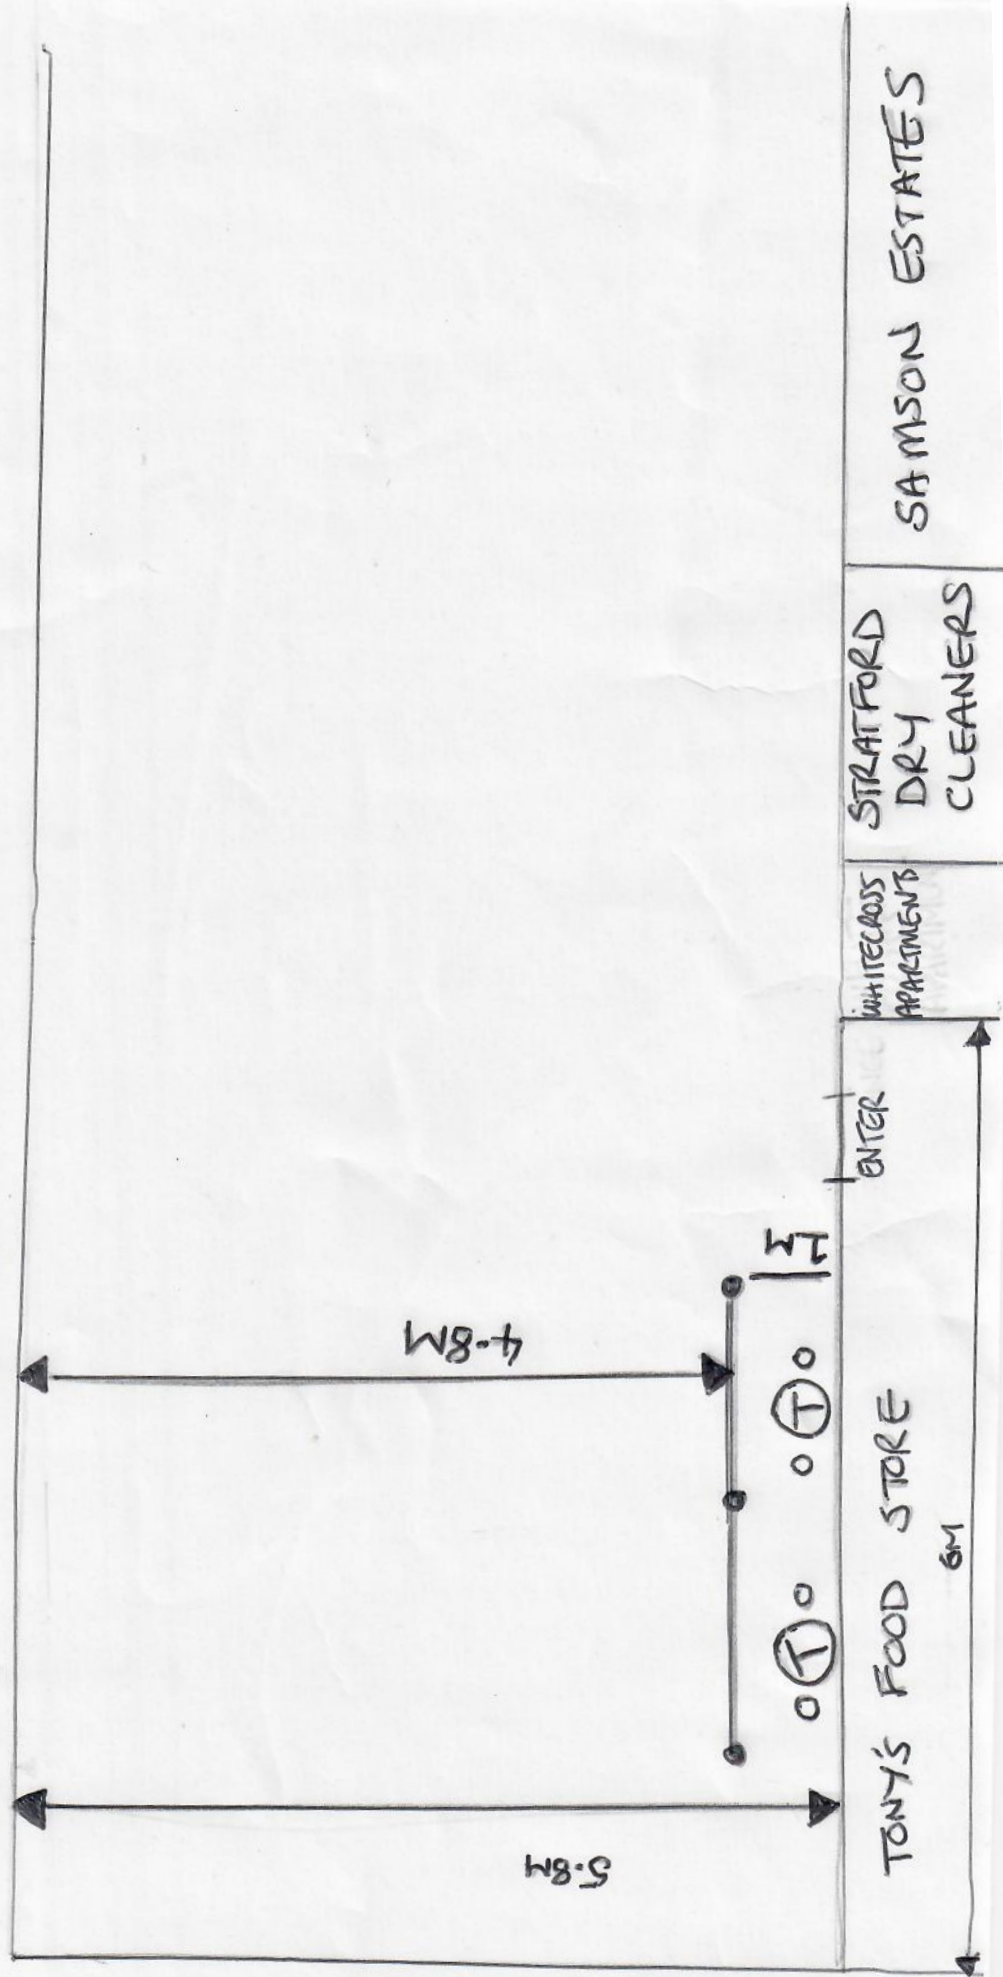 5.8M
4.8M
1M
T
T
ENTER
TONY'S FOOD STORE
6M
WHITECROSS
APARTMENTS
STRATFORD
DRY
CLEANERS
SAMSON ESTATES